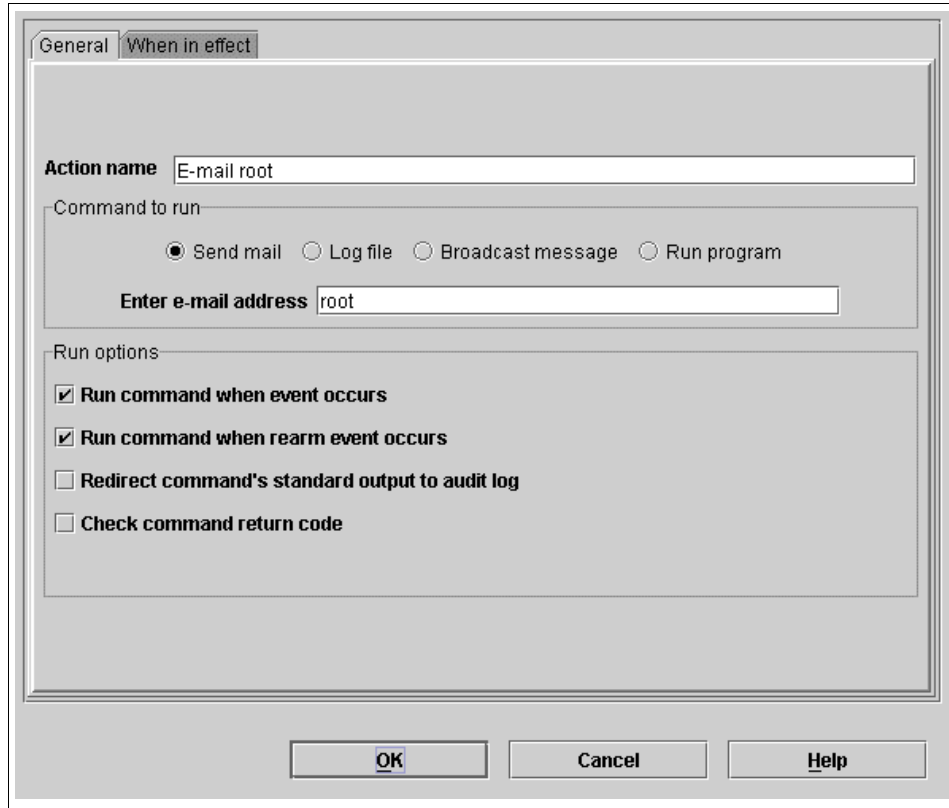 General When in effect
Action name E-mail root
Command to run
Send mail Log file Broadcast message Run program
Enter e-mail address root
Run options
Run command when event occurs
Run command when rearm event occurs
Redirect command's standard output to audit log
Check command return code
OK Cancel Help